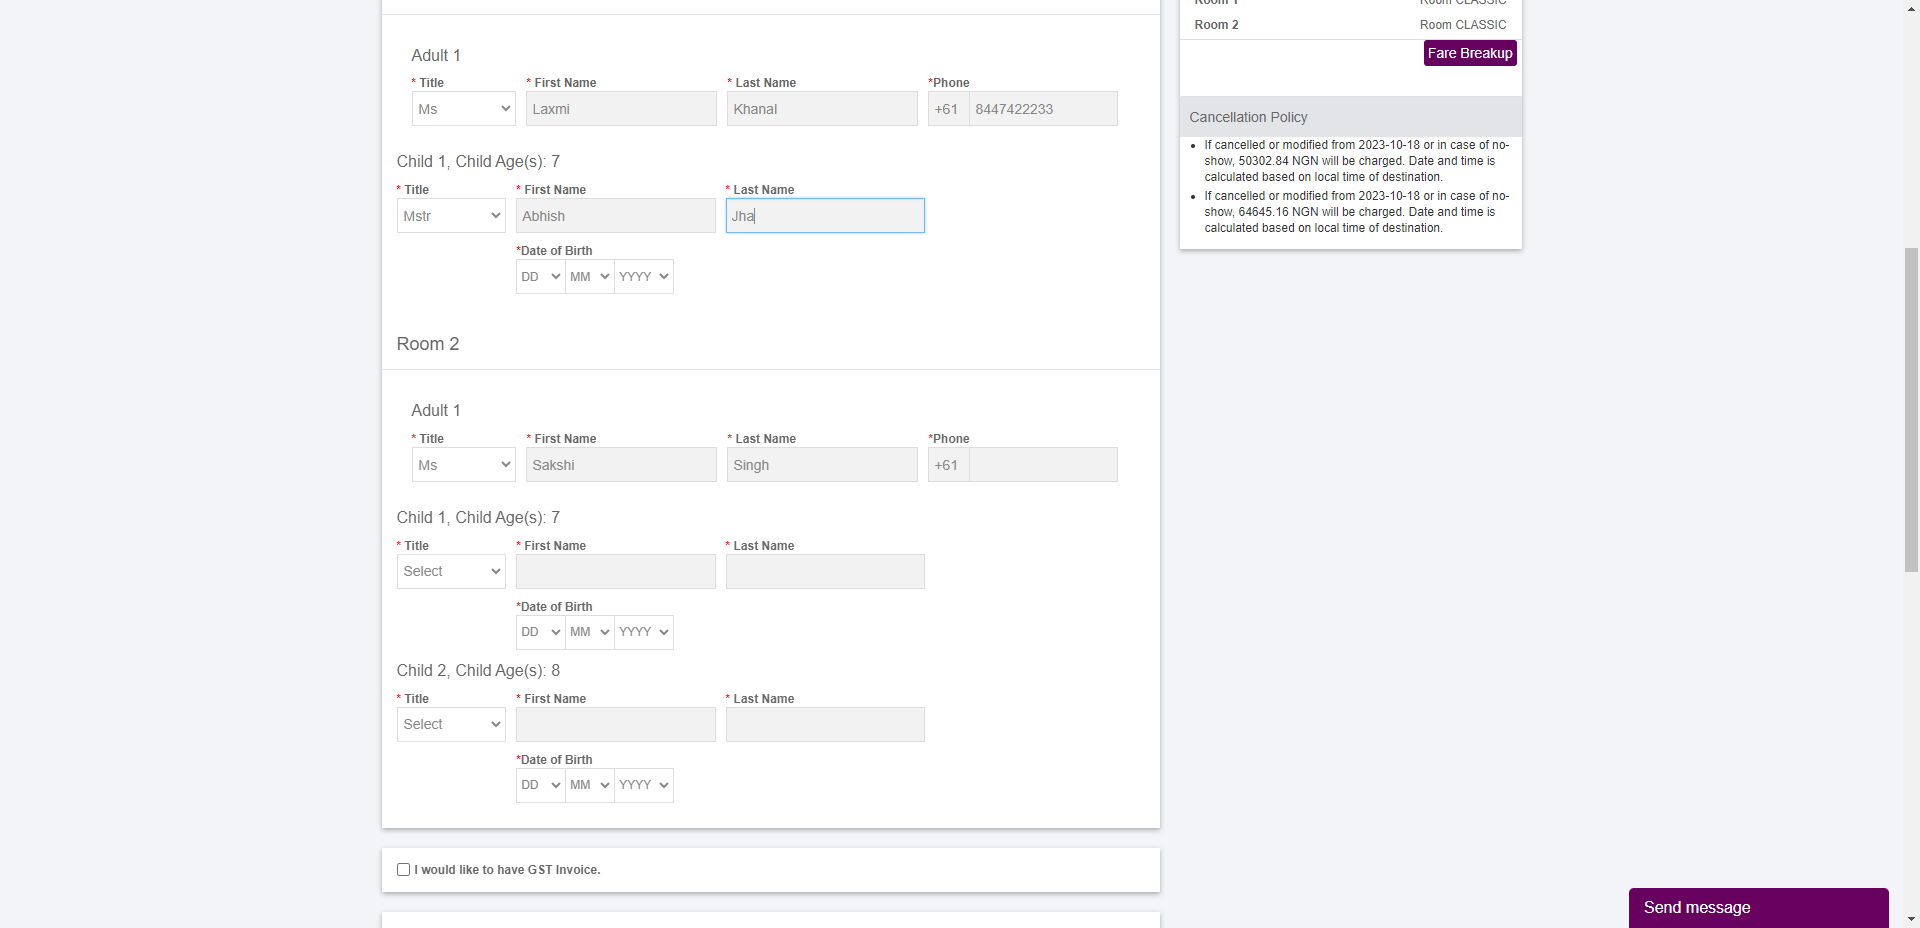 Room 1 Room CLASSIC
Room 2 Room CLASSIC
Fare Breakup
Cancellation Policy
If cancelled or modified from 2023-10-18 or in case of no-
show, 50302.84 NGN will be charged. Date and time is
calculated based on local time of destination.
If cancelled or modified from 2023-10-18 or in case of no-
show, 64645.16 NGN will be charged. Date and time is
calculated based on local time of destination.
Adult 1
* Title * First Name * Last Name *Phone
Ms Laxmi Khanal +61 8447422233
Child 1, Child Age(s): 7
* Title * First Name * Last Name
Mstr Abhish Jha
*Date of Birth
DD MM YYYY
Room 2
Adult 1
* Title * First Name * Last Name *Phone
Ms Sakshi Singh +61
Child 1, Child Age(s): 7
* Title * First Name * Last Name
Select
*Date of Birth
DD MM YYYY
Child 2, Child Age(s): 8
* Title * First Name * Last Name
Select
*Date of Birth
DD MM YYYY
I would like to have GST Invoice.
Send message